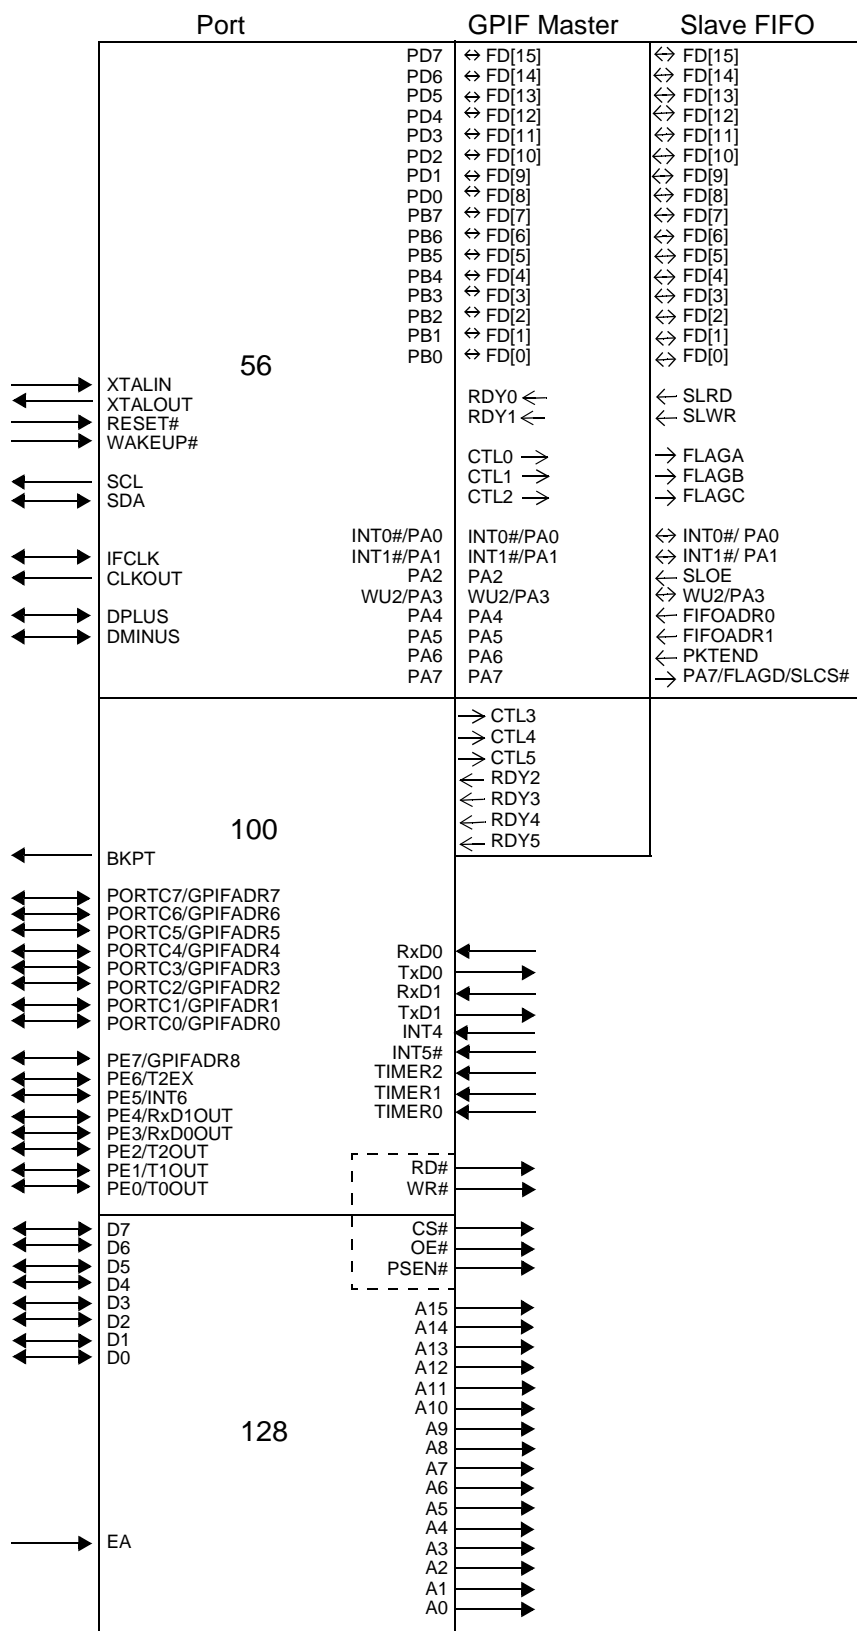 Port GPIF Master Slave FIFO
PD7 FD[15] FD[15]
PD6 FD[14] FD[14]
PD5 FD[13] FD[13]
PD4 FD[12] FD[12]
PD3 FD[11] FD[11]
PD2 FD[10] FD[10]
PD1 FD[9] FD[9]
PD0 FD[8] FD[8]
PB7 FD[7] FD[7]
PB6 FD[6] FD[6]
PB5 FD[5] FD[5]
PB4 FD[4] FD[4]
PB3 FD[3] FD[3]
PB2 FD[2] FD[2]
PB1 FD[1] FD[1]
PB0 FD[0] FD[0]
56
XTALIN
XTALOUT RDY0 SLRD
RESET# RDY1 SLWR
WAKEUP#
CTL0 FLAGA
SCL CTL1 FLAGB
SDA CTL2 FLAGC
INT0#/PA0 INT0#/PA0 INT0#/ PA0
IFCLK INT1#/PA1 INT1#/PA1 INT1#/ PA1
CLKOUT PA2 PA2 SLOE
WU2/PA3 WU2/PA3 WU2/PA3
DPLUS PA4 PA4 FIFOADR0
DMINUS PA5 PA5 FIFOADR1
PA6 PA6 PKTEND
PA7 PA7 PA7/FLAGD/SLCS#
CTL3
CTL4
CTL5
RDY2
RDY3
RDY4
RDY5
100
BKPT
PORTC7/GPIFADR7
PORTC6/GPIFADR6
PORTC5/GPIFADR5
PORTC4/GPIFADR4 RxD0
PORTC3/GPIFADR3 TxD0
PORTC2/GPIFADR2 RxD1
PORTC1/GPIFADR1 TxD1
PORTC0/GPIFADR0 INT4
PE7/GPIFADR8 INT5#
PE6/T2EX TIMER2
PE5/INT6 TIMER1
PE4/RxD1OUT TIMER0
PE3/RxD0OUT
PE2/T2OUT
PE1/T1OUT RD#
PE0/T0OUT WR#
D7 CS#
D6 OE#
D5 PSEN#
D4
D3 A15
D2 A14
D1 A13
D0 A12
A11
A10
128 A9
A8
A7
A6
A5
A4
EA A3
A2
A1
A0